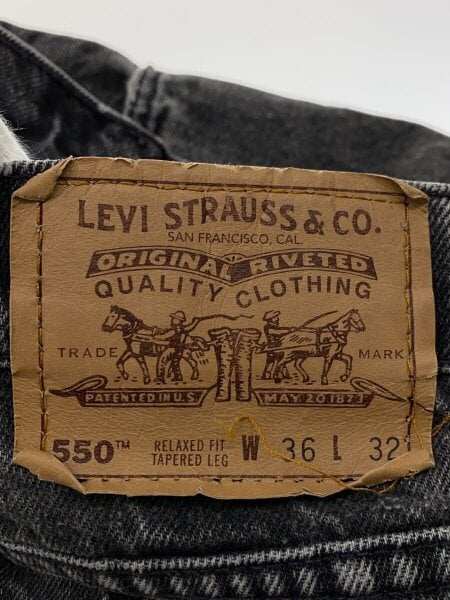 LEVI STRAUSS & CO.
SAN FRANCISCO, CAL.
ORIGINAL RIVETED
QUALITY CLOTHING
TRADE MARK
PATENTED IN U.S. MAY 20 1873
550™ RELAXED FIT W 36 L 32
TAPERED LEG